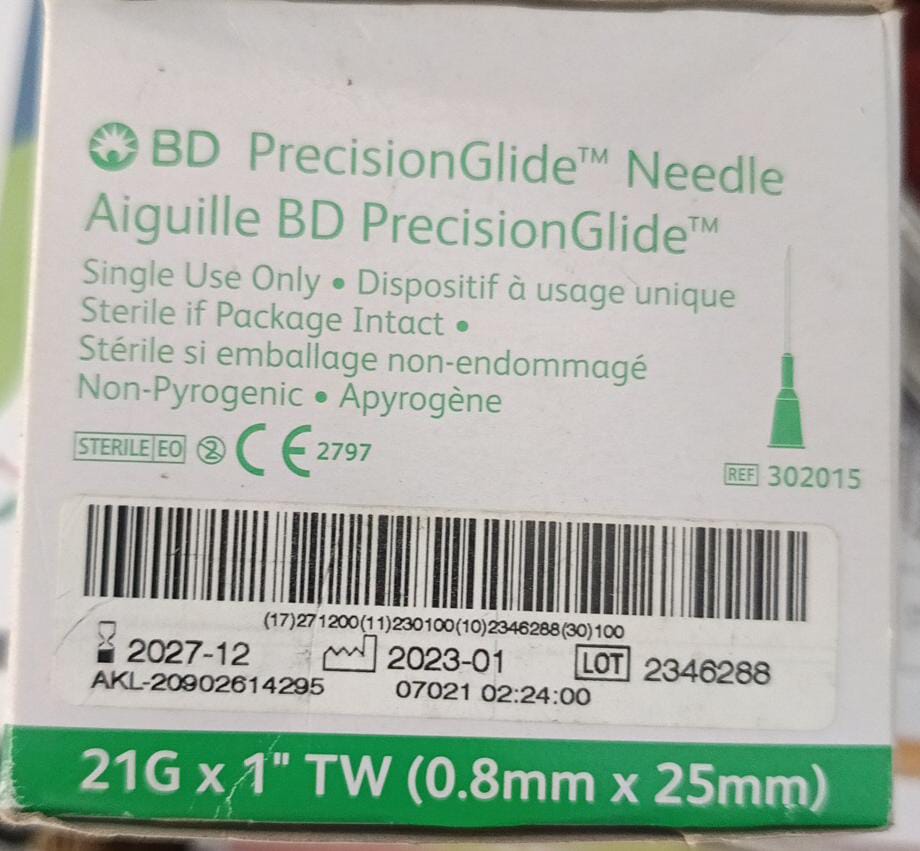 BD PrecisionGlide™ Needle
Aiguille BD PrecisionGlide™
Single Use Only • Dispositif à usage unique
Sterile if Package Intact •
Stérile si emballage non-endommagé
Non-Pyrogenic • Apyrogène
STERILE EO 2 CE 2797
REF 302015
(17)271200(11)230100(10)2346288(30)100
2027-12 2023-01 LOT 2346288
AKL-20902614295 07021 02:24:00
21G x 1" TW (0.8mm x 25mm)